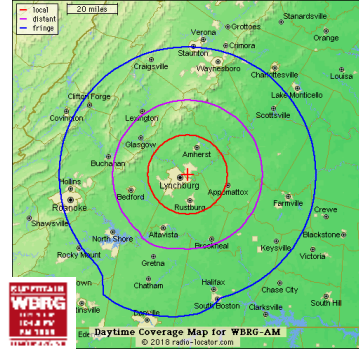 local
distant
fringe
20 miles
Stanardsville
Grottoes
Verona
Orange
Staunton
Crimora
Craigsville
Waynesboro
Charlottesville
Louisa
Lake Monticello
Clifton Forge
Covington
Lexington
Scottsville
Glasgow
Buchanan
Amherst
Hollins
Lynchburg
Bedford
Appomattox
Roanoke
Rustburg
Farmville
Crewe
Shawsville
Altavista
Blackstone
North Shore
Brookneal
Keysville
Victoria
Rocky Mount
Gretna
Chatham
Halifax
Chase City
South Hill
South Boston
Clarksville
Danville
WBRG
Daytime Coverage Map for WBRG-AM
© 2018 radio-locator.com